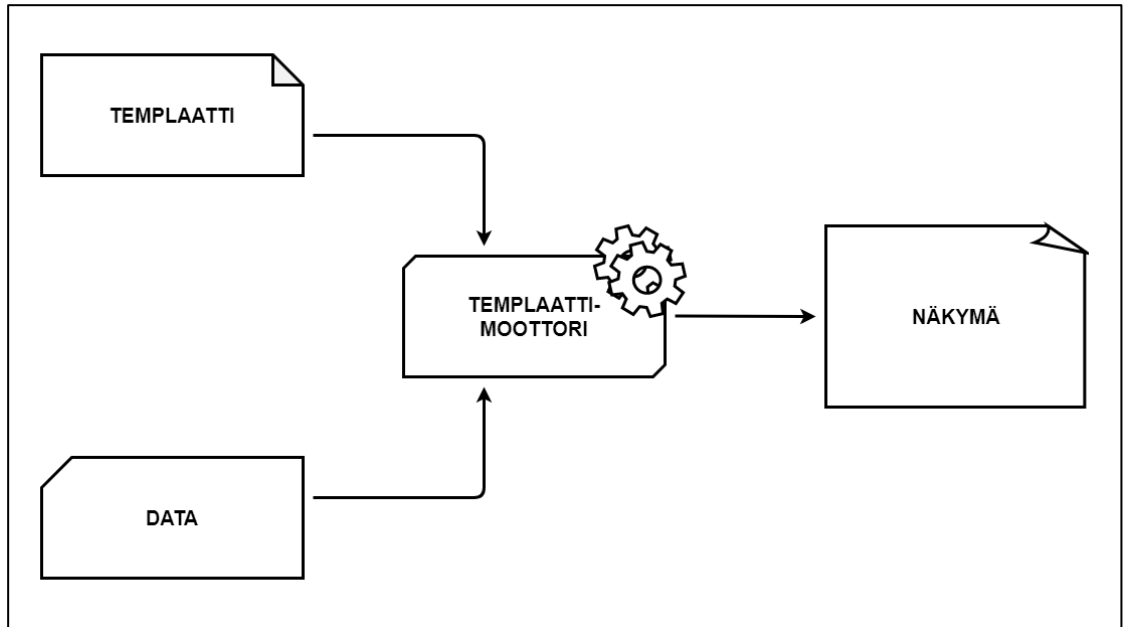 TEMPLAATTI
TEMPLAATTI-
MOOTTORI
NÄKYMÄ
DATA